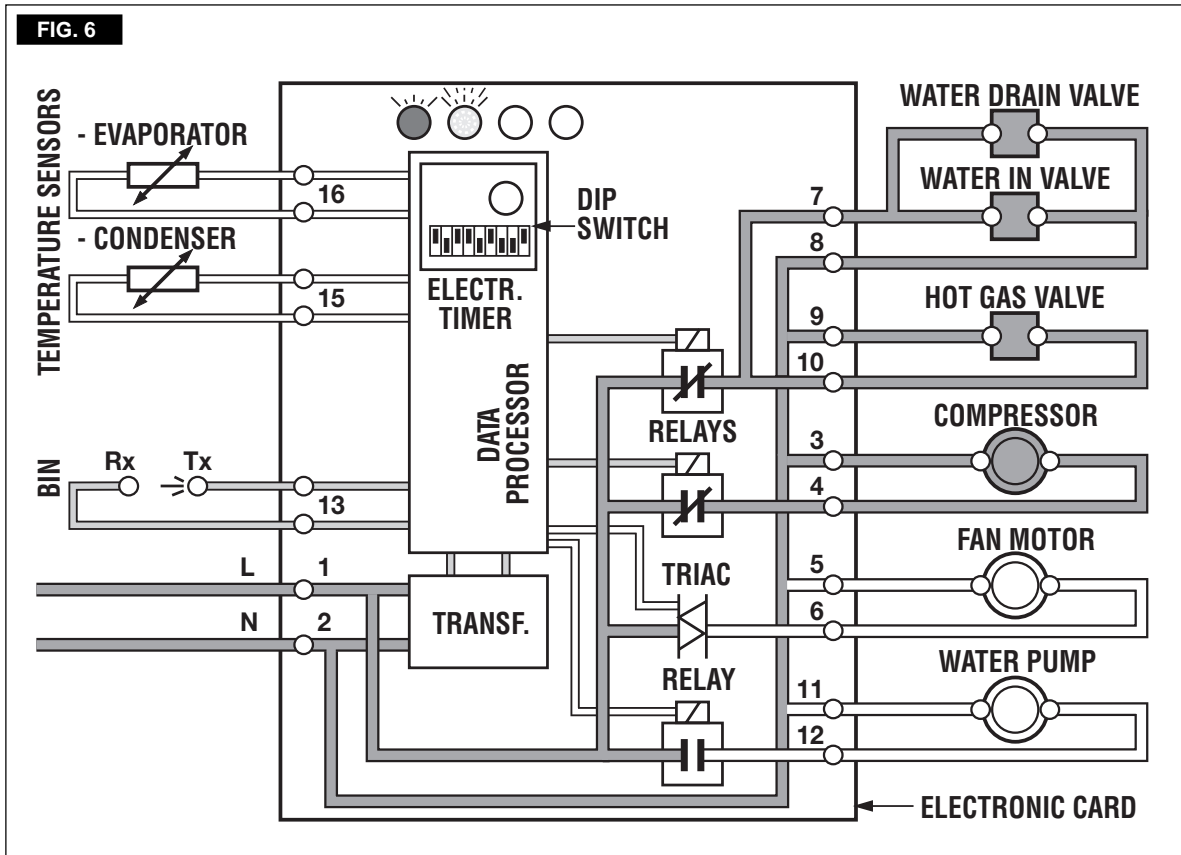 FIG. 6
TEMPERATURE SENSORS
- EVAPORATOR
16
- CONDENSER
15
BIN
Rx
Tx
13
L
1
N
2
DIP
SWITCH
ELECTR.
TIMER
DATA
PROCESSOR
TRANSF.
RELAYS
TRIAC
RELAY
7
8
9
10
3
4
5
6
11
12
WATER DRAIN VALVE
WATER IN VALVE
HOT GAS VALVE
COMPRESSOR
FAN MOTOR
WATER PUMP
ELECTRONIC CARD